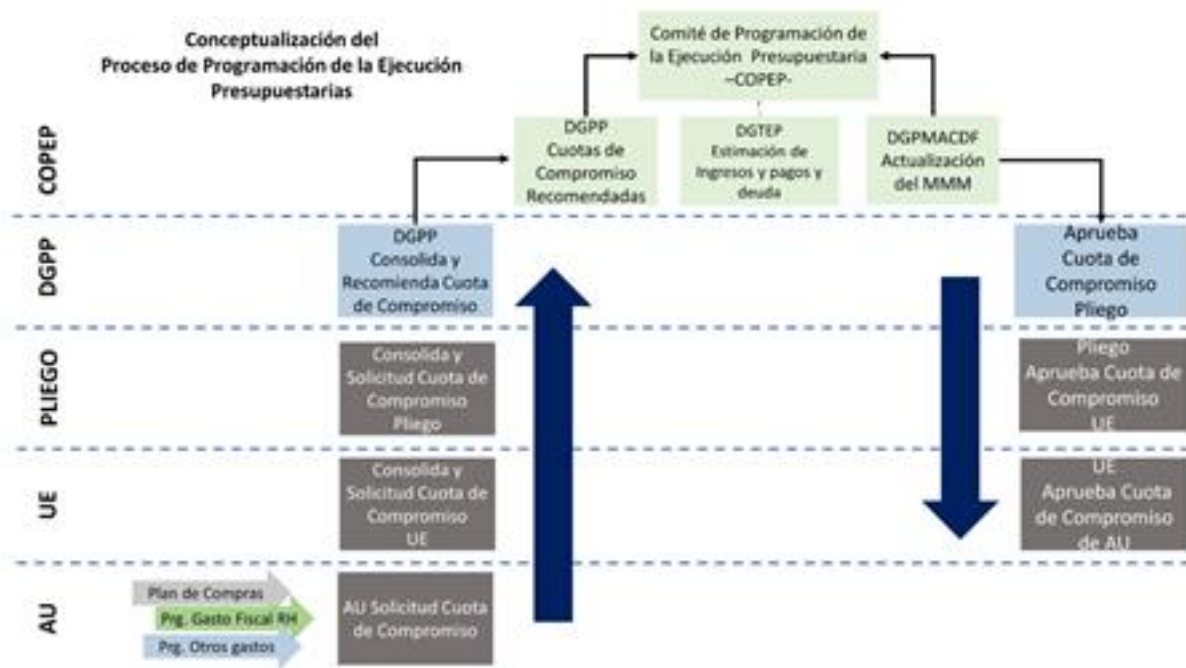 Conceptualización del
Proceso de Programación de la Ejecución
Presupuestarias
Comité de Programación de
la Ejecución Presupuestaria
–COPEP-
COPEP
DGPP
Cuotas de
Compromiso
Recomendadas
DGTEP
Estimación de
Ingresos y pagos y
deuda
DGPMACDF
Actualización
del MMM
DGPP
DGPP
Consolida y
Recomienda Cuota
de Compromiso
Aprueba
Cuota de
Compromiso
Pliego
PLIEGO
Consolida y
Solicitud Cuota de
Compromiso
Pliego
Pliego
Aprueba Cuota de
Compromiso
UE
UE
Consolida y
Solicitud Cuota de
Compromiso
UE
UE
Aprueba Cuota
de Compromiso
de AU
AU
Plan de Compras
Prg. Gasto Fiscal RH
Prg. Otros gastos
AU Solicitud Cuota
de Compromiso